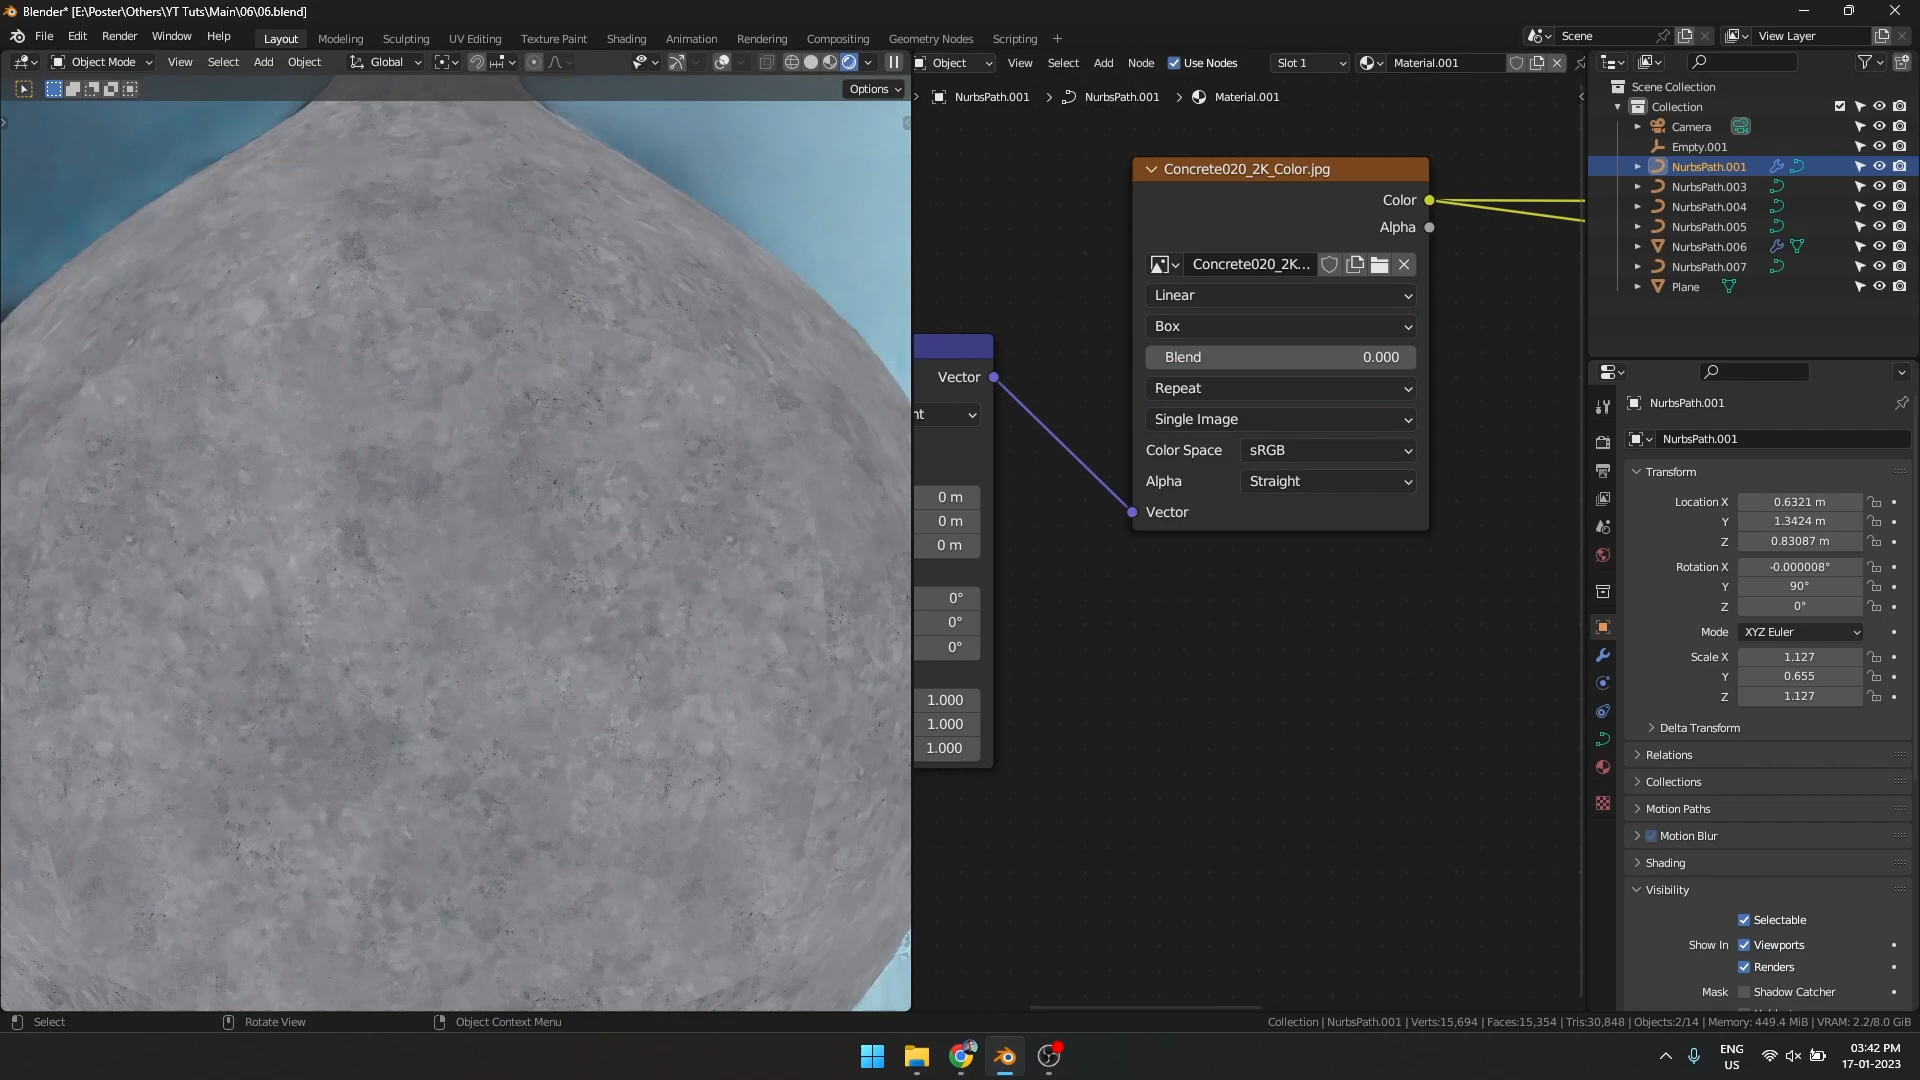 Blender* [E:\Poster\Others\YT Tuts\Main\06\06.blend]
File Edit Render Window Help Layout Modeling Sculpting UV Editing Texture Paint Shading Animation Rendering Compositing Geometry Nodes Scripting + Scene View Layer
Object Mode View Select Add Object Global Object View Select Add Node Use Nodes Slot 1 Material.001
Options
NurbsPath.001 > NurbsPath.001 > Material.001
Scene Collection
Collection
Camera
Empty.001
NurbsPath.001
NurbsPath.003
NurbsPath.004
NurbsPath.005
NurbsPath.006
NurbsPath.007
Plane
Concrete020_2K_Color.jpg
Color
Alpha
Concrete020_2K...
Linear
Box
Blend 0.000
Repeat
Single Image
Color Space sRGB
Alpha Straight
Vector
Vector
nt
0 m
0 m
0 m
0°
0°
0°
1.000
1.000
1.000
NurbsPath.001
NurbsPath.001
Transform
Location X 0.6321 m
Y 1.3424 m
Z 0.83087 m
Rotation X -0.000008°
Y 90°
Z 0°
Mode XYZ Euler
Scale X 1.127
Y 0.655
Z 1.127
Delta Transform
Relations
Collections
Motion Paths
Motion Blur
Shading
Visibility
Selectable
Show In Viewports
Renders
Mask Shadow Catcher
Select Rotate View Object Context Menu Collection | NurbsPath.001 | Verts:15,694 | Faces:15,354 | Tris:30,848 | Objects:2/14 | Memory: 449.4 MiB | VRAM: 2.2/8.0 GiB
ENG
US
03:42 PM
17-01-2023